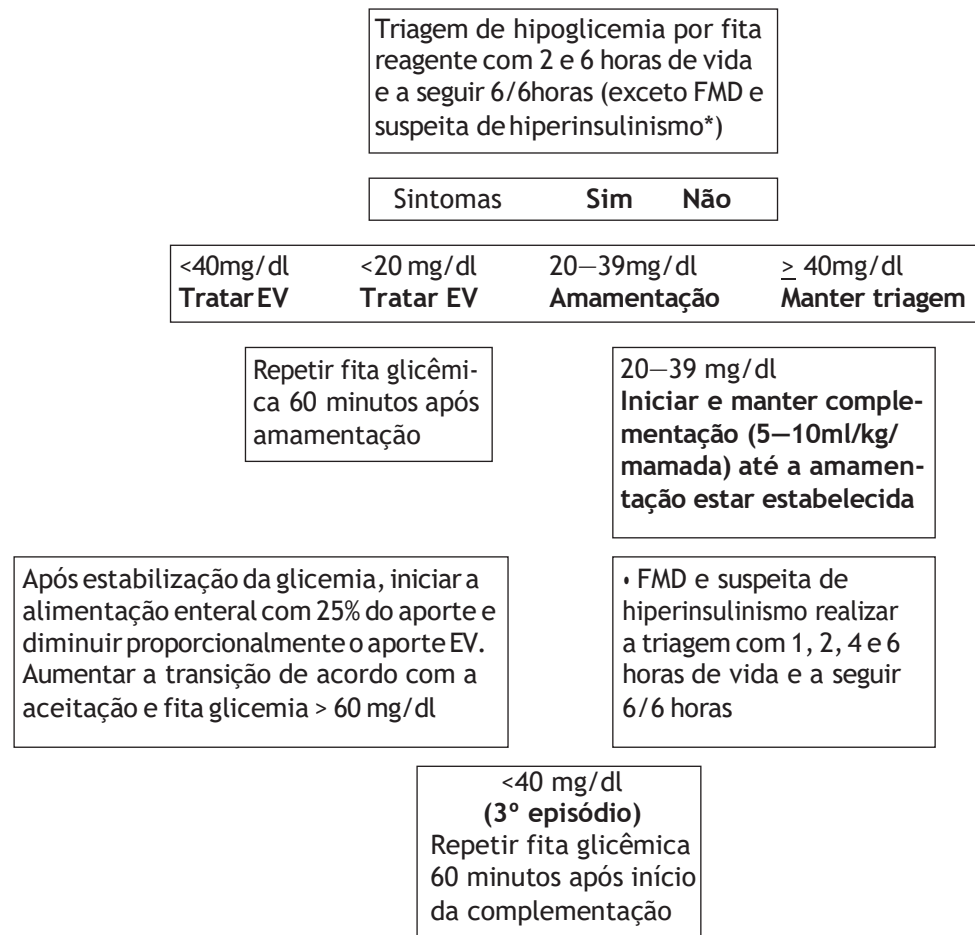 Triagem de hipoglicemia por fita
reagente com 2 e 6 horas de vida
e a seguir 6/6horas (exceto FMD e
suspeita de hiperinsulinismo*)
Sintomas Sim Não
<40mg/dl <20 mg/dl 20—39mg/dl ≥ 40mg/dl
Tratar EV Tratar EV Amamentação Manter triagem
Repetir fita glicêmi-
ca 60 minutos após
amamentação
20—39 mg/dl
Iniciar e manter comple-
mentação (5—10ml/kg/
mamada) até a amamen-
tação estar estabelecida
Após estabilização da glicemia, iniciar a
alimentação enteral com 25% do aporte e
diminuir proporcionalmente o aporte EV.
Aumentar a transição de acordo com a
aceitação e fita glicemia > 60 mg/dl
• FMD e suspeita de
hiperinsulinismo realizar
a triagem com 1, 2, 4 e 6
horas de vida e a seguir
6/6 horas
<40 mg/dl
(3º episódio)
Repetir fita glicêmica
60 minutos após início
da complementação